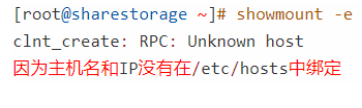 [root@sharestorage ~]# showmount -e
clnt_create: RPC: Unknown host
因为主机名和IP没有在/etc/hosts中绑定